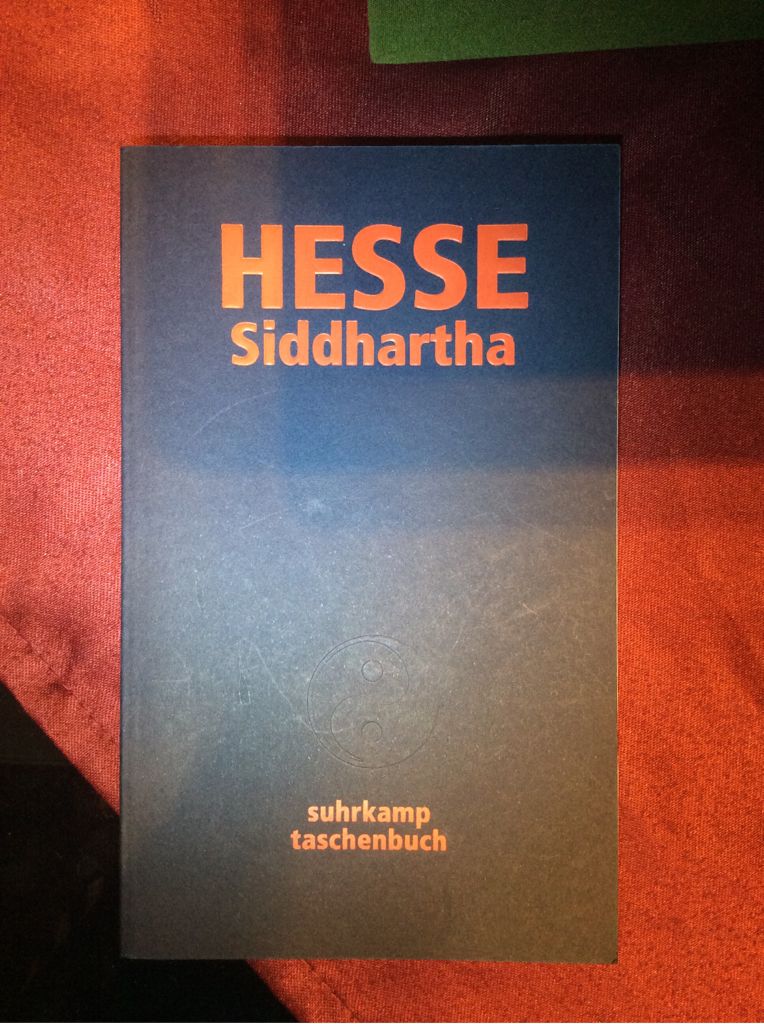 HESSE
Siddhartha
suhrkamp
taschenbuch